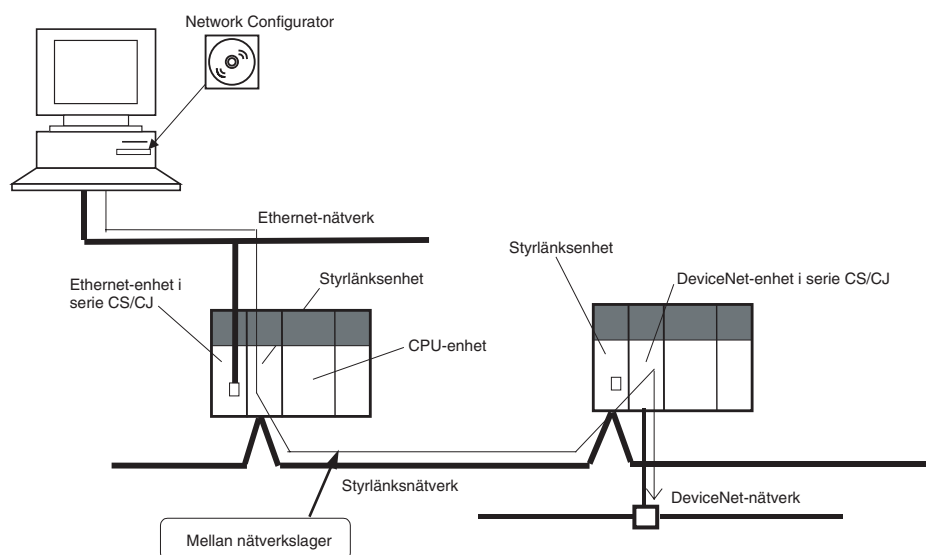 Network Configurator
Ethernet-nätverk
Styrlänksenhet
Ethernet-enhet i
serie CS/CJ
Styrlänksenhet
DeviceNet-enhet i serie CS/CJ
CPU-enhet
Styrlänksnätverk
DeviceNet-nätverk
Mellan nätverkslager